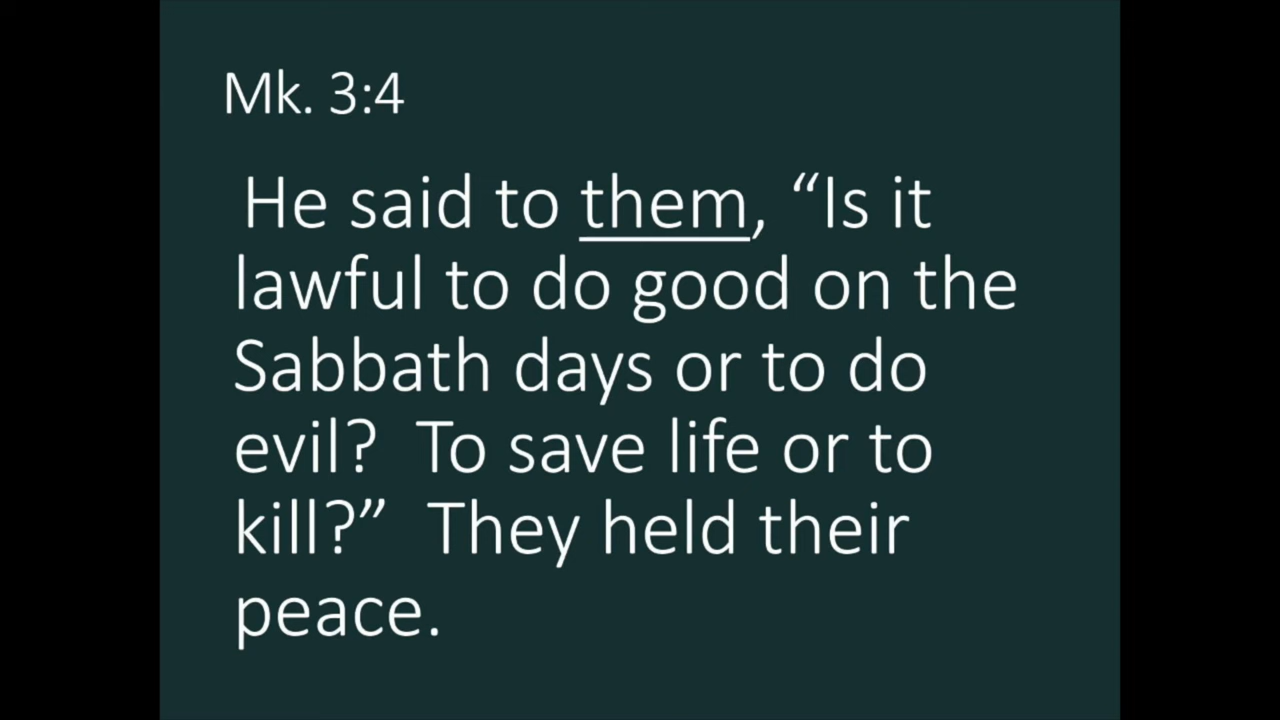 Mk. 3:4
He said to them, “Is it
lawful to do good on the
Sabbath days or to do
evil?  To save life or to
kill?”  They held their
peace.